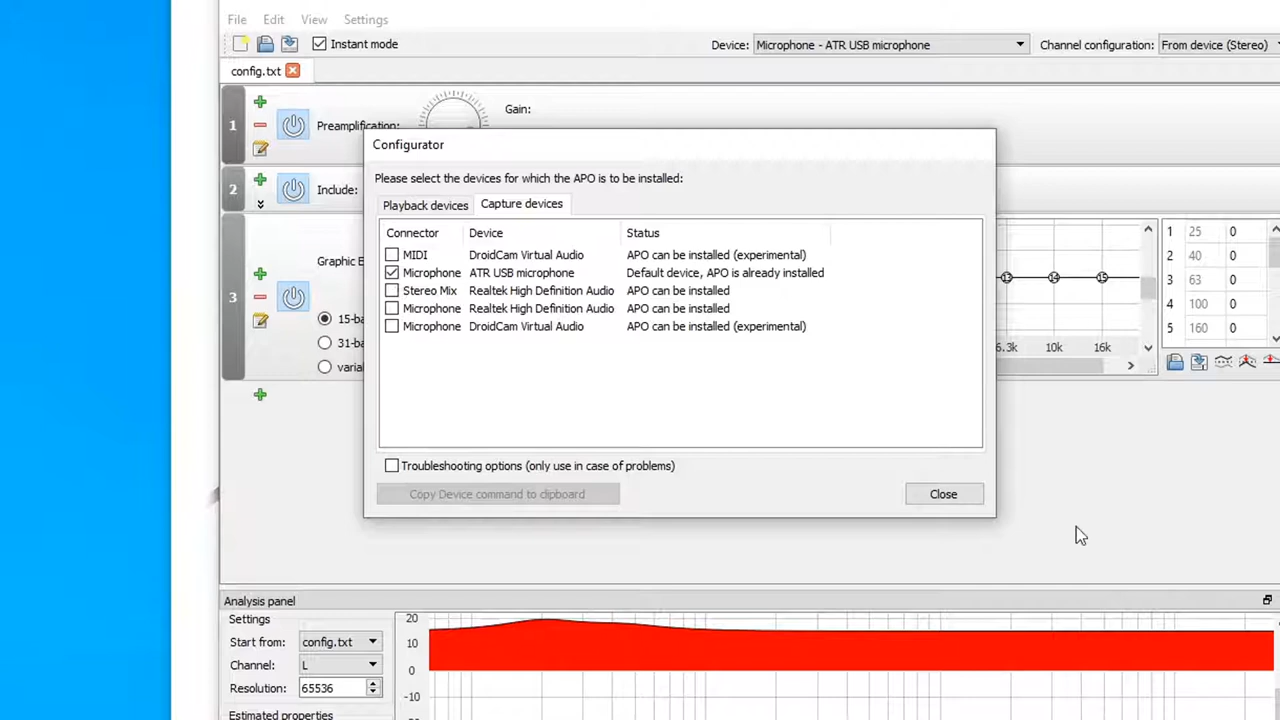 File Edit View Settings
Instant mode Device: Microphone - ATR USB microphone Channel configuration: From device (Stereo)
config.txt
1 Preamplification: Gain:
2 Include:
3 Graphic E
15-ba
31-ba
varia
Configurator
Please select the devices for which the APO is to be installed:
Playback devices Capture devices
Connector Device Status
MIDI DroidCam Virtual Audio APO can be installed (experimental)
Microphone ATR USB microphone Default device, APO is already installed
Stereo Mix Realtek High Definition Audio APO can be installed
Microphone Realtek High Definition Audio APO can be installed
Microphone DroidCam Virtual Audio APO can be installed (experimental)
Troubleshooting options (only use in case of problems)
Copy Device command to clipboard Close
13 14 15
6.3k 10k 16k
1 25 0
2 40 0
3 63 0
4 100 0
5 160 0
Analysis panel
Settings
Start from: config.txt
Channel: L
Resolution: 65536
Estimated properties
20
10
0
-10